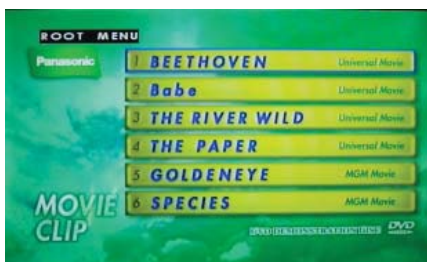 ROOT MENU
Panasonic
1 BEETHOVEN Universal Movie
2 Babe Universal Movie
3 THE RIVER WILD Universal Movie
4 THE PAPER Universal Movie
5 GOLDENEYE MGM Movie
6 SPECIES MGM Movie
MOVIE
CLIP
DVD DEMONSTRATION DISC DVD